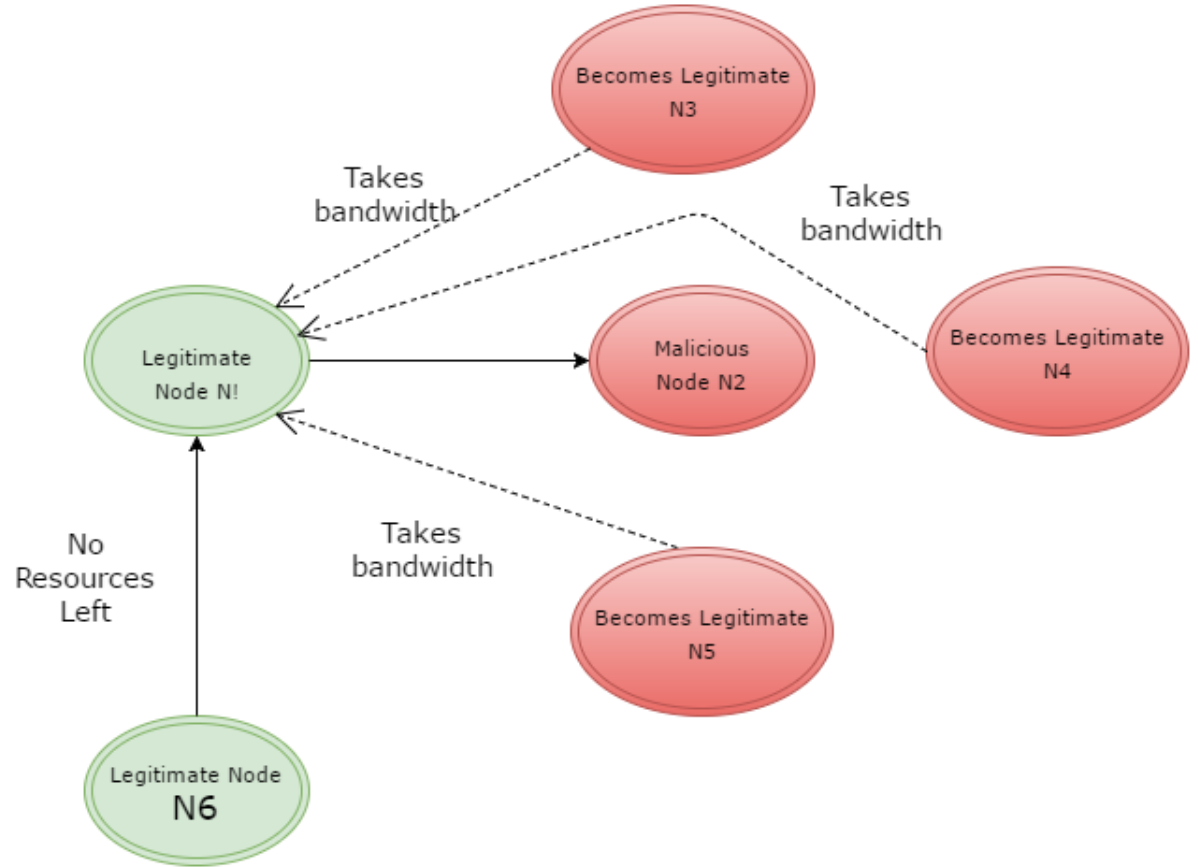 Becomes Legitimate
N3
Takes
bandwidth
Takes
bandwidth
Legitimate
Node N!
Malicious
Node N2
Becomes Legitimate
N4
No
Resources
Left
Takes
bandwidth
Becomes Legitimate
N5
Legitimate Node
N6